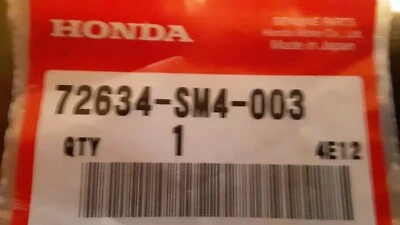 HONDA
GENUINE PARTS
Honda Motor Co., Ltd.
Made in Japan
72634-SM4-003
QTY 1 4E12